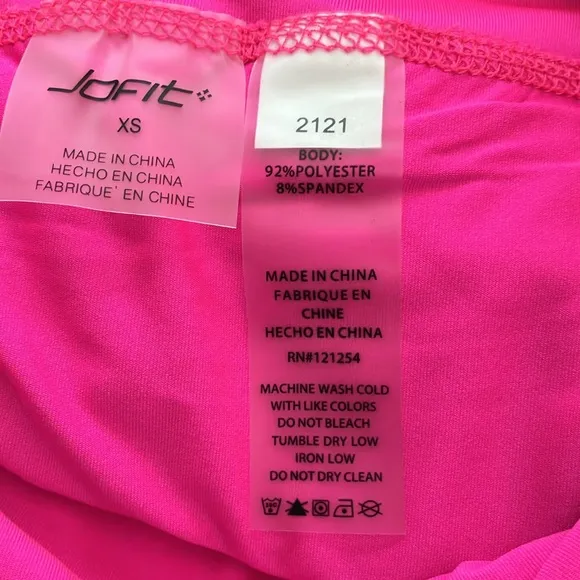 JOFIT
XS
MADE IN CHINA
HECHO EN CHINA
FABRIQUE' EN CHINE
2121
BODY:
92%POLYESTER
8%SPANDEX
MADE IN CHINA
FABRIQUE EN
CHINE
HECHO EN CHINA
RN#121254
MACHINE WASH COLD
WITH LIKE COLORS
DO NOT BLEACH
TUMBLE DRY LOW
IRON LOW
DO NOT DRY CLEAN